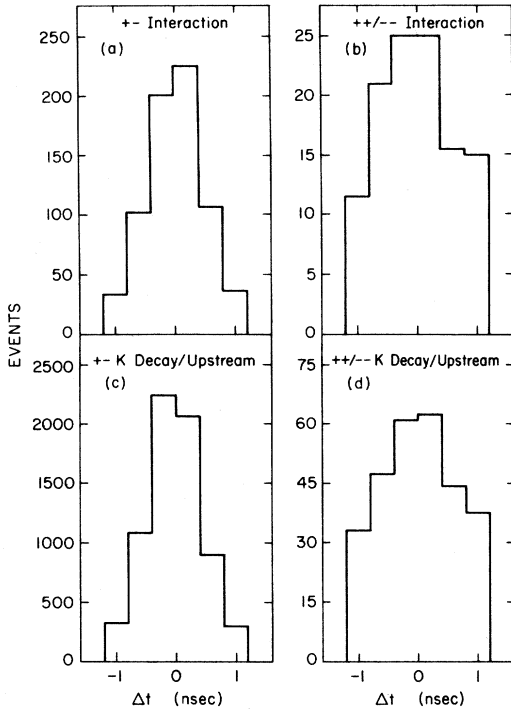 +- Interaction
(a)
250
200
150
100
50
0
++/-- Interaction
(b)
25
20
15
10
5
0
EVENTS
+- K Decay/Upstream
(c)
2500
2000
1500
1000
500
0
-1 0 1
Δt (nsec)
++/-- K Decay/Upstream
(d)
75
60
45
30
15
0
-1 0 1
Δt (nsec)